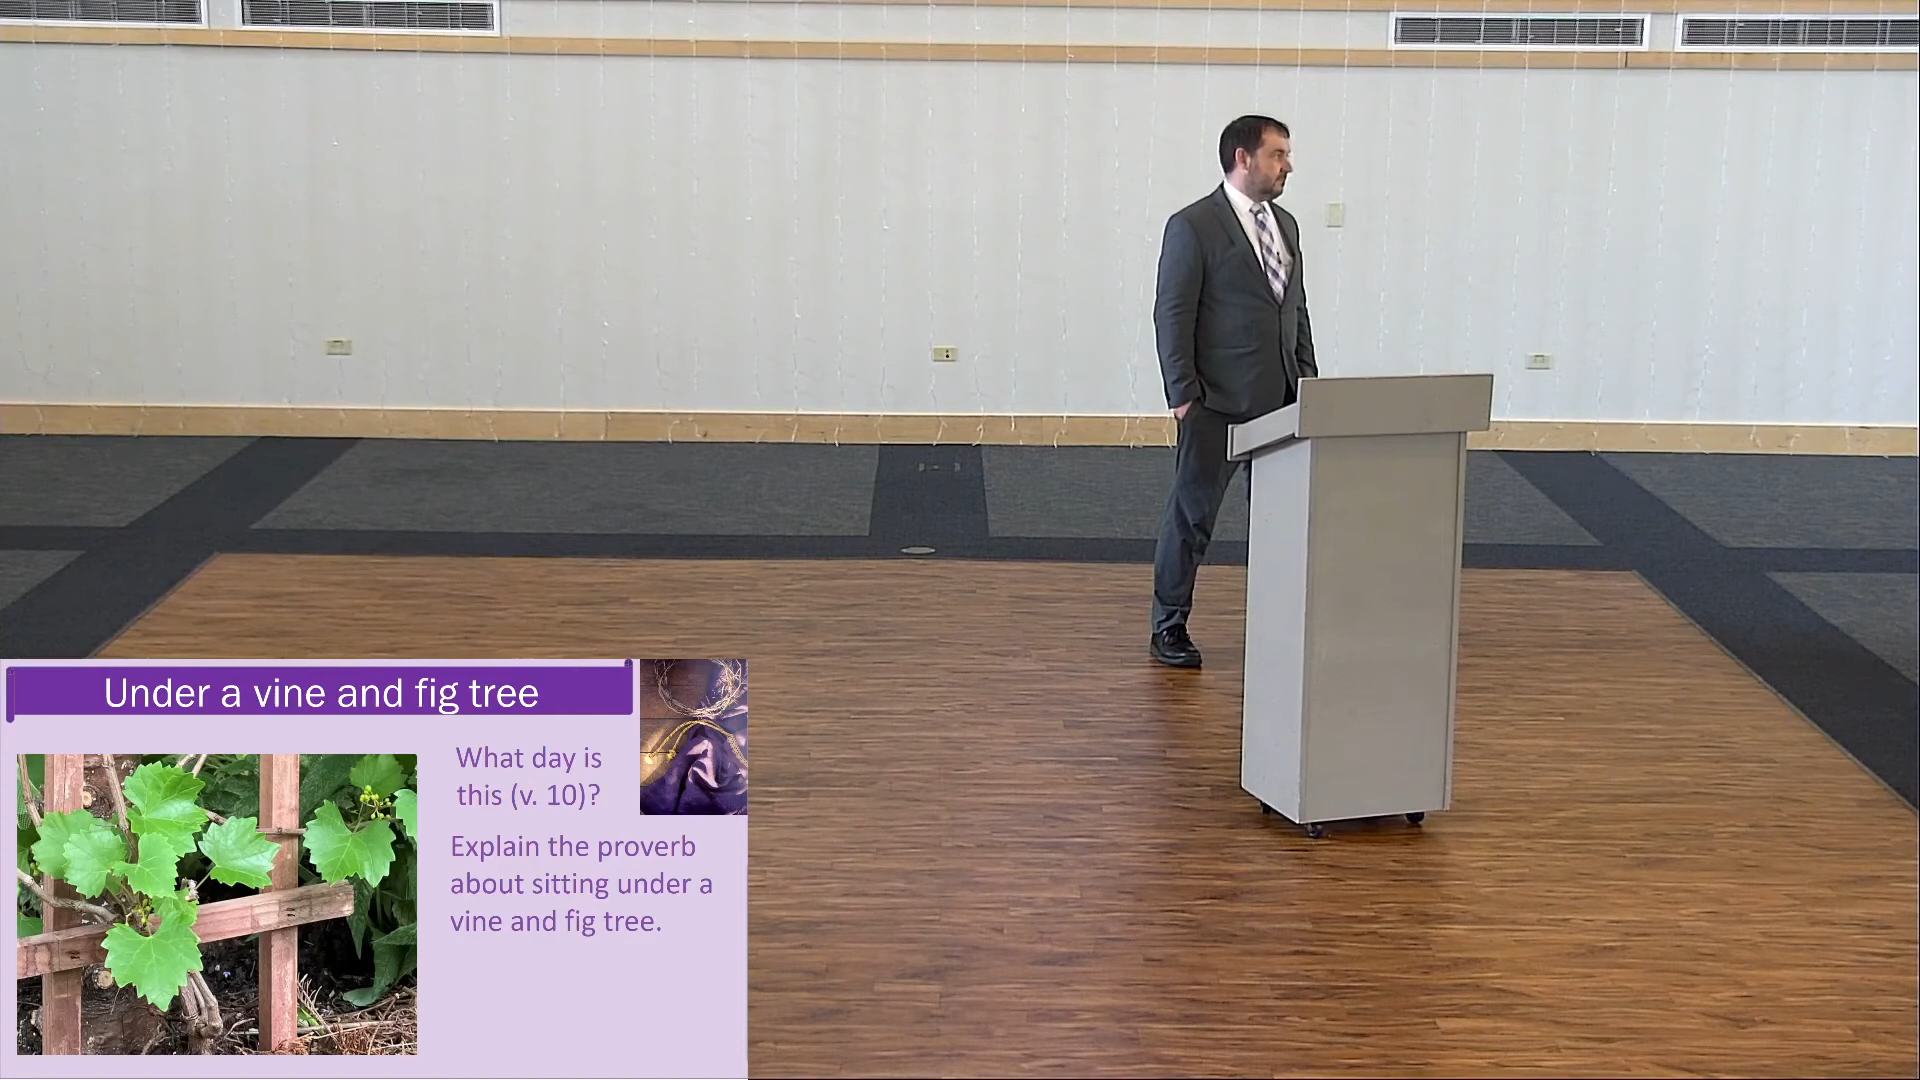 Under a vine and fig tree
What day is
this (v. 10)?
Explain the proverb
about sitting under a
vine and fig tree.